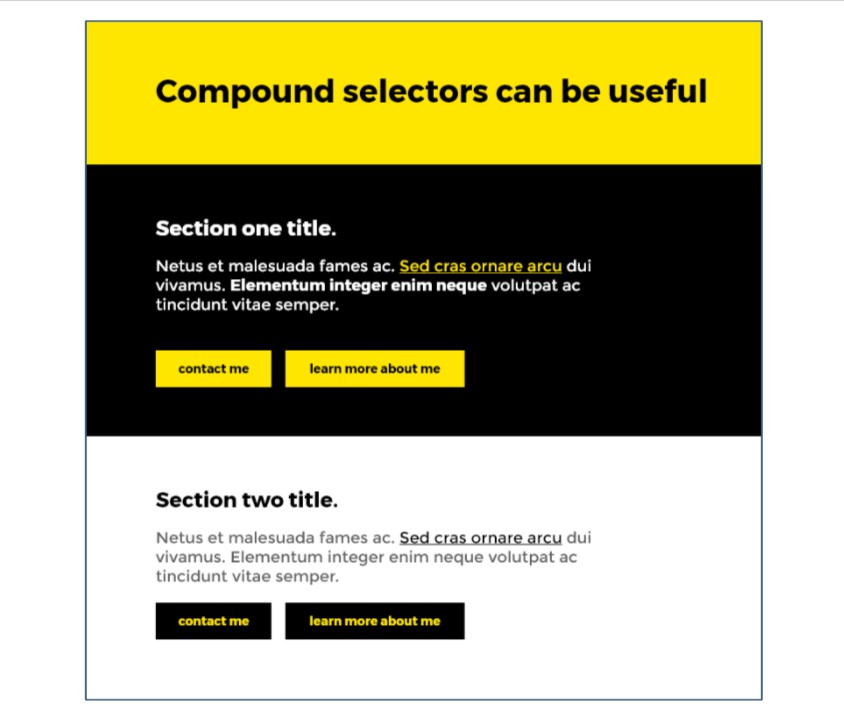 Compound selectors can be useful
Section one title.
Netus et malesuada fames ac. Sed cras ornare arcu dui
vivamus. Elementum integer enim neque volutpat ac
tincidunt vitae semper.
contact me
learn more about me
Section two title.
Netus et malesuada fames ac. Sed cras ornare arcu dui
vivamus. Elementum integer enim neque volutpat ac
tincidunt vitae semper.
contact me
learn more about me